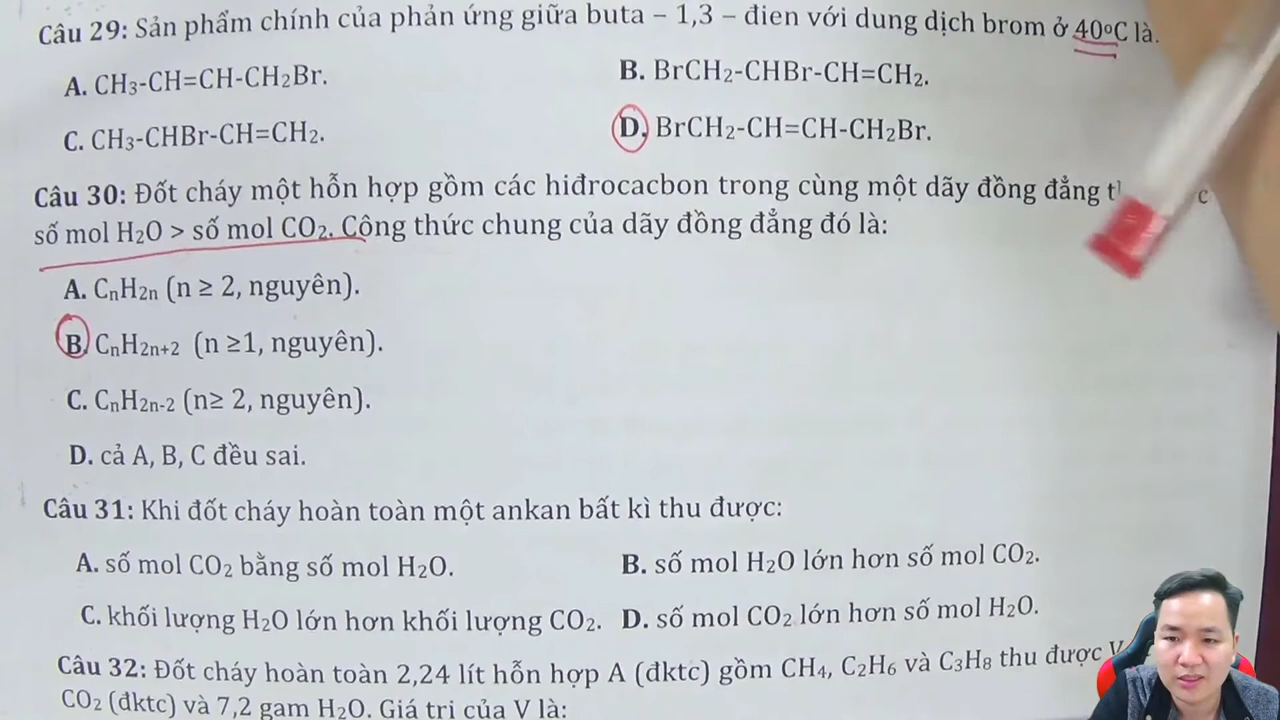 Câu 29: Sản phẩm chính của phản ứng giữa buta – 1,3 – đien với dung dịch brom ở 40ºC là.
A. CH₃-CH=CH-CH₂Br. B. BrCH₂-CHBr-CH=CH₂.
C. CH₃-CHBr-CH=CH₂. D. BrCH₂-CH=CH-CH₂Br.
Câu 30: Đốt cháy một hỗn hợp gồm các hiđrocacbon trong cùng một dãy đồng đẳng
số mol H₂O > số mol CO₂. Công thức chung của dãy đồng đẳng đó là:
A. CₙH₂ₙ (n ≥ 2, nguyên).
B. CₙH₂ₙ₊₂ (n ≥1, nguyên).
C. CₙH₂ₙ₋₂ (n≥ 2, nguyên).
D. cả A, B, C đều sai.
Câu 31: Khi đốt cháy hoàn toàn một ankan bất kì thu được:
A. số mol CO₂ bằng số mol H₂O. B. số mol H₂O lớn hơn số mol CO₂.
C. khối lượng H₂O lớn hơn khối lượng CO₂. D. số mol CO₂ lớn hơn số mol H₂O.
Câu 32: Đốt cháy hoàn toàn 2,24 lít hỗn hợp A (đktc) gồm CH₄, C₂H₆ và C₃H₈ thu được V
CO₂ (đktc) và 7,2 gam H₂O. Giá trị của V là: